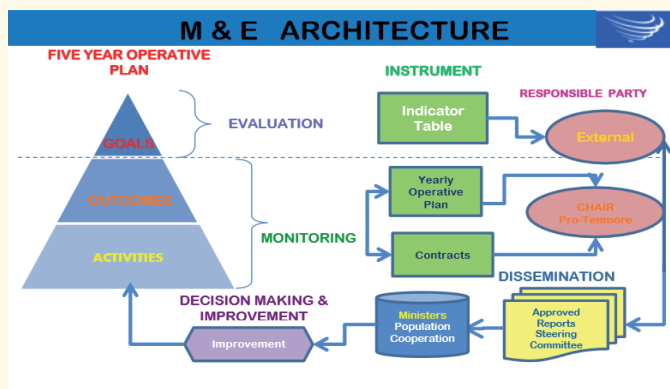 M & E ARCHITECTURE
FIVE YEAR OPERATIVE
PLAN
GOALS
OUTCOMES
ACTIVITIES
EVALUATION
MONITORING
INSTRUMENT
Indicator
Table
Yearly
Operative
Plan
Contracts
RESPONSIBLE PARTY
External
CHAIR
Pro-Tempore
DISSEMINATION
Approved
Reports
Steering
Committee
Ministers
Population
Cooperation
DECISION MAKING &
IMPROVEMENT
Improvement